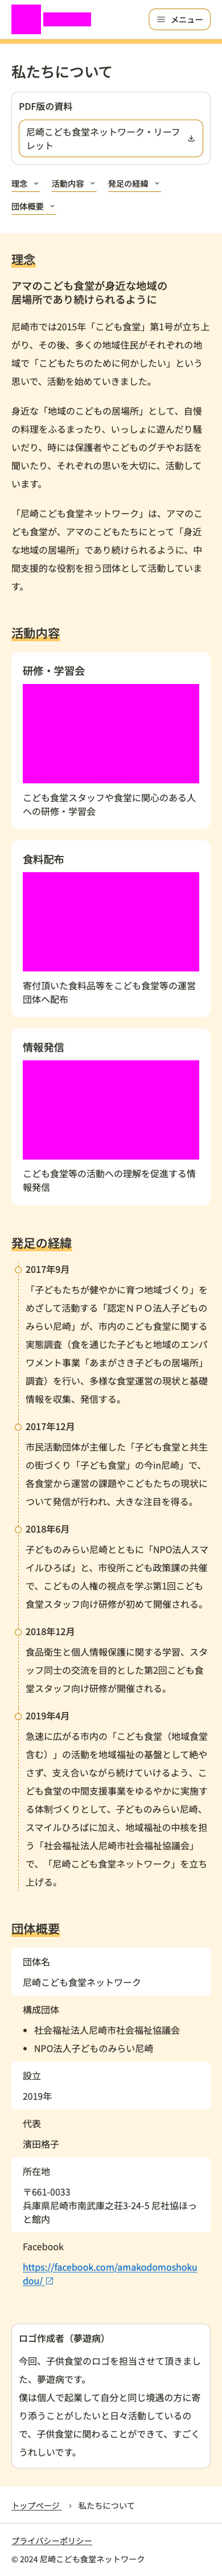 メニュー
私たちについて
PDF版の資料
尼崎こども食堂ネットワーク・リーフ
レット
理念
活動内容
発足の経緯
団体概要
理念
アマのこども食堂が身近な地域の
居場所であり続けられるように
尼崎市では2015年「こども食堂」第1号が立ち上
がり、その後、多くの地域住民がそれぞれの地
域で「こどもたちのために何かしたい」という
思いで、活動を始めていきました。
身近な「地域のこどもの居場所」として、自慢
の料理をふるまったり、いっしょに遊んだり騒
いだり、時には保護者やこどものグチやお話を
聞いたり、それぞれの思いを大切に、活動して
います。
「尼崎こども食堂ネットワーク」は、アマのこ
ども食堂が、アマのこどもたちにとって「身近
な地域の居場所」であり続けられるように、中
間支援的な役割を担う団体として活動していま
す。
活動内容
研修・学習会
こども食堂スタッフや食堂に関心のある人
への研修・学習会
食料配布
寄付頂いた食料品等をこども食堂等の運営
団体へ配布
情報発信
こども食堂等の活動への理解を促進する情
報発信
発足の経緯
2017年9月
「子どもたちが健やかに育つ地域づくり」を
めざして活動する「認定ＮＰＯ法人子どもの
みらい尼崎」が、市内のこども食堂に関する
実態調査（食を通じた子どもと地域のエンパ
ワメント事業「あまがさき子どもの居場所」
調査）を行い、多様な食堂運営の現状と基礎
情報を収集、発信する。
2017年12月
市民活動団体が主催した「子ども食堂と共生
の街づくり「子ども食堂」の今in尼崎」で、
各食堂から運営の課題やこどもたちの現状に
ついて発信が行われ、大きな注目を得る。
2018年6月
子どものみらい尼崎とともに「NPO法人スマ
イルひろば」と、市役所こども政策課の共催
で、こどもの人権の視点を学ぶ第1回こども
食堂スタッフ向け研修が初めて開催される。
2018年12月
食品衛生と個人情報保護に関する学習、スタ
ッフ同士の交流を目的とした第2回こども食
堂スタッフ向け研修が開催される。
2019年4月
急速に広がる市内の「こども食堂（地域食堂
含む）」の活動を地域福祉の基盤として絶や
さず、支え合いながら続けていけるよう、こ
ども食堂の中間支援事業をゆるやかに実施す
る体制づくりとして、子どものみらい尼崎、
スマイルひろばに加え、地域福祉の中核を担
う「社会福祉法人尼崎市社会福祉協議会」
で、「尼崎こども食堂ネットワーク」を立ち
上げる。
団体概要
団体名
尼崎こども食堂ネットワーク
構成団体
社会福祉法人尼崎市社会福祉協議会
NPO法人子どものみらい尼崎
設立
2019年
代表
濱田格子
所在地
〒661-0033
兵庫県尼崎市南武庫之荘3-24-5 尼社協ほっ
と館内
Facebook
https://facebook.com/amakodomoshoku
dou/
ロゴ作成者（夢遊病）
今回、子供食堂のロゴを担当させて頂きまし
た、夢遊病です。
僕は個人で起業して自分と同じ境遇の方に寄
り添うことがしたいと日々活動しているの
で、子供食堂に関わることができて、すごく
うれしいです。
トップページ
私たちについて
プライバシーポリシー
© 2024 尼崎こども食堂ネットワーク